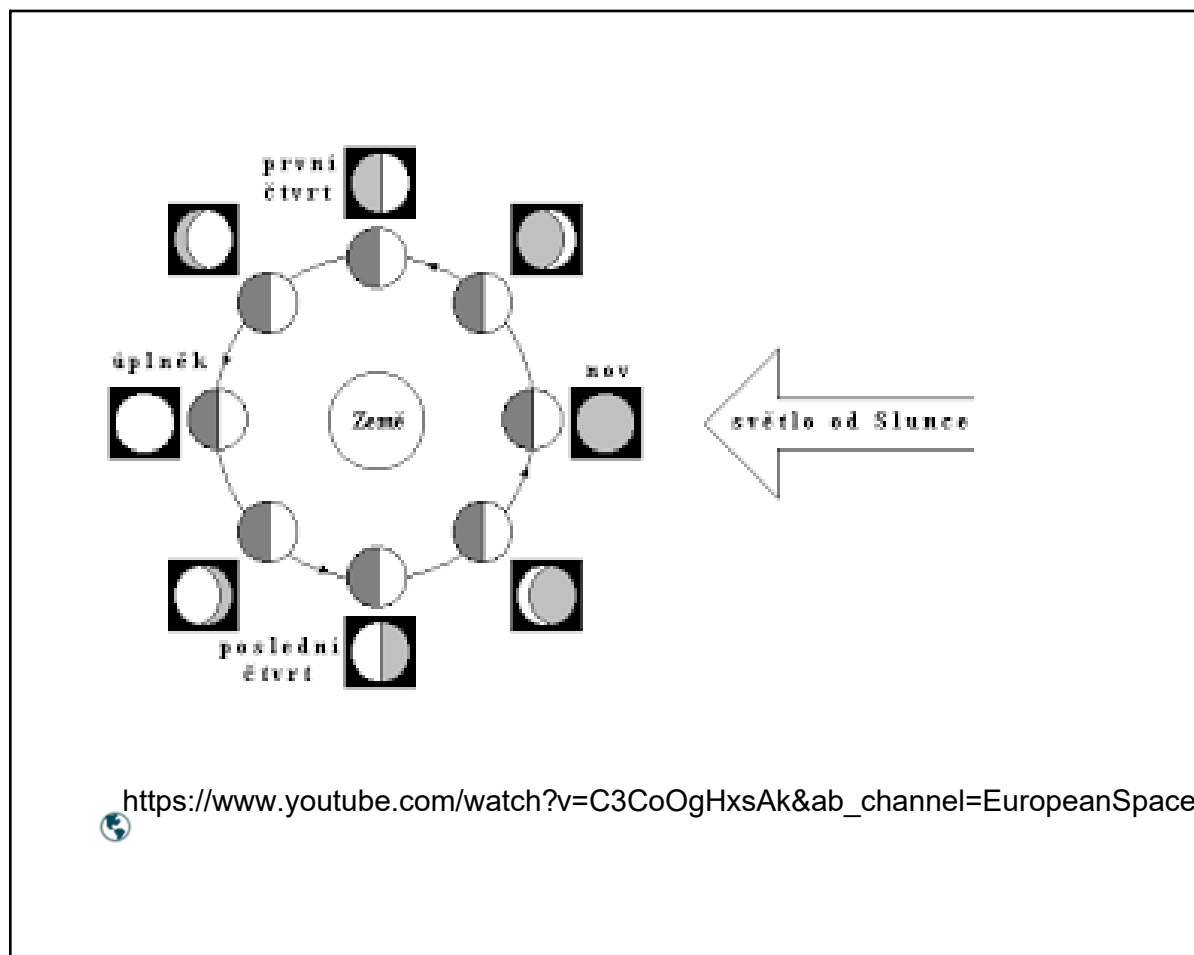 první
čtvrt
úplněk
nov
Země
světlo od Slunce
poslední
čtvrt
https://www.youtube.com/watch?v=C3CoOgHxsAk&ab_channel=EuropeanSpace